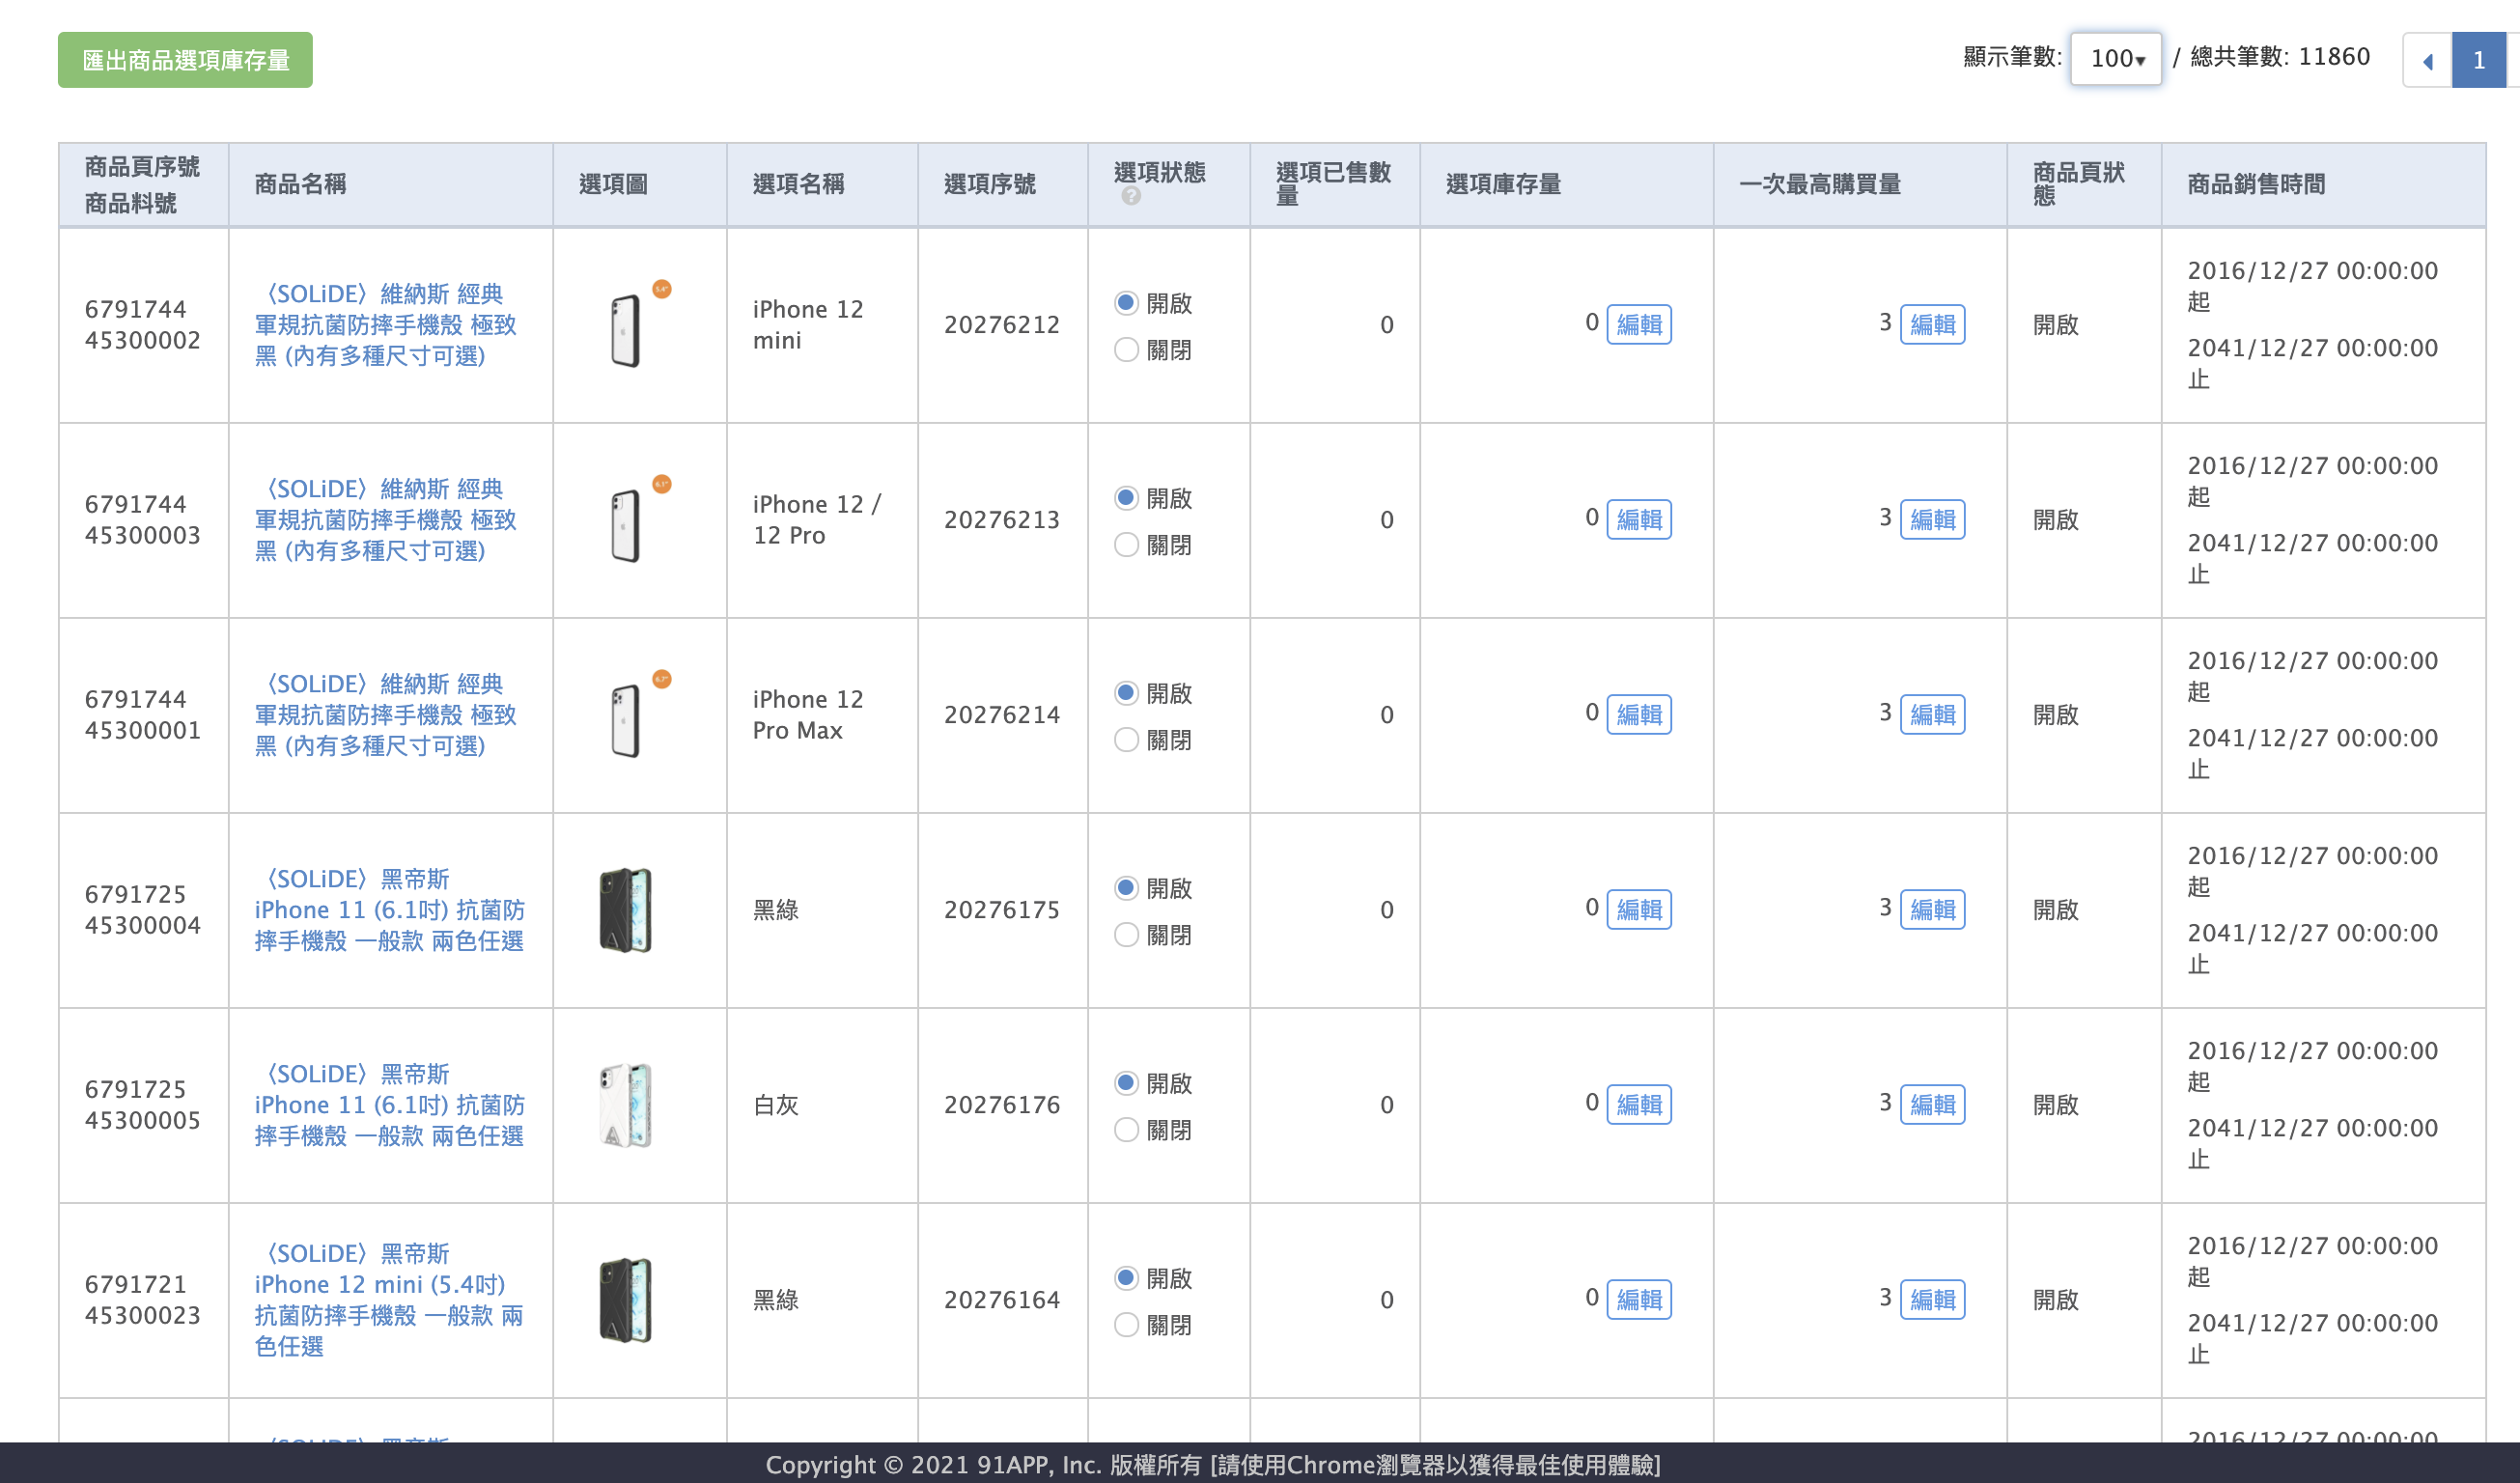 匯出商品選項庫存量
顯示筆數: 100▾ / 總共筆數: 11860
1
商品頁序號
商品料號
商品名稱
選項圖
選項名稱
選項序號
選項狀態
?
選項已售數
量
選項庫存量
一次最高購買量
商品頁狀
態
商品銷售時間
6791744
45300002
〈SOLiDE〉維納斯 經典
軍規抗菌防摔手機殼 極致
黑 (內有多種尺寸可選)
5.4"
iPhone 12
mini
20276212
開啟
關閉
0
0 編輯
3 編輯
開啟
2016/12/27 00:00:00
起
2041/12/27 00:00:00
止
6791744
45300003
〈SOLiDE〉維納斯 經典
軍規抗菌防摔手機殼 極致
黑 (內有多種尺寸可選)
6.1"
iPhone 12 /
12 Pro
20276213
開啟
關閉
0
0 編輯
3 編輯
開啟
2016/12/27 00:00:00
起
2041/12/27 00:00:00
止
6791744
45300001
〈SOLiDE〉維納斯 經典
軍規抗菌防摔手機殼 極致
黑 (內有多種尺寸可選)
6.7"
iPhone 12
Pro Max
20276214
開啟
關閉
0
0 編輯
3 編輯
開啟
2016/12/27 00:00:00
起
2041/12/27 00:00:00
止
6791725
45300004
〈SOLiDE〉黑帝斯
iPhone 11 (6.1吋) 抗菌防
摔手機殼 一般款 兩色任選
黑綠
20276175
開啟
關閉
0
0 編輯
3 編輯
開啟
2016/12/27 00:00:00
起
2041/12/27 00:00:00
止
6791725
45300005
〈SOLiDE〉黑帝斯
iPhone 11 (6.1吋) 抗菌防
摔手機殼 一般款 兩色任選
白灰
20276176
開啟
關閉
0
0 編輯
3 編輯
開啟
2016/12/27 00:00:00
起
2041/12/27 00:00:00
止
6791721
45300023
〈SOLiDE〉黑帝斯
iPhone 12 mini (5.4吋)
抗菌防摔手機殼 一般款 兩
色任選
黑綠
20276164
開啟
關閉
0
0 編輯
3 編輯
開啟
2016/12/27 00:00:00
起
2041/12/27 00:00:00
止
〈SOLiDE〉黑帝斯
2016/12/27 00:00:00
Copyright © 2021 91APP, Inc. 版權所有 [請使用Chrome瀏覽器以獲得最佳使用體驗]